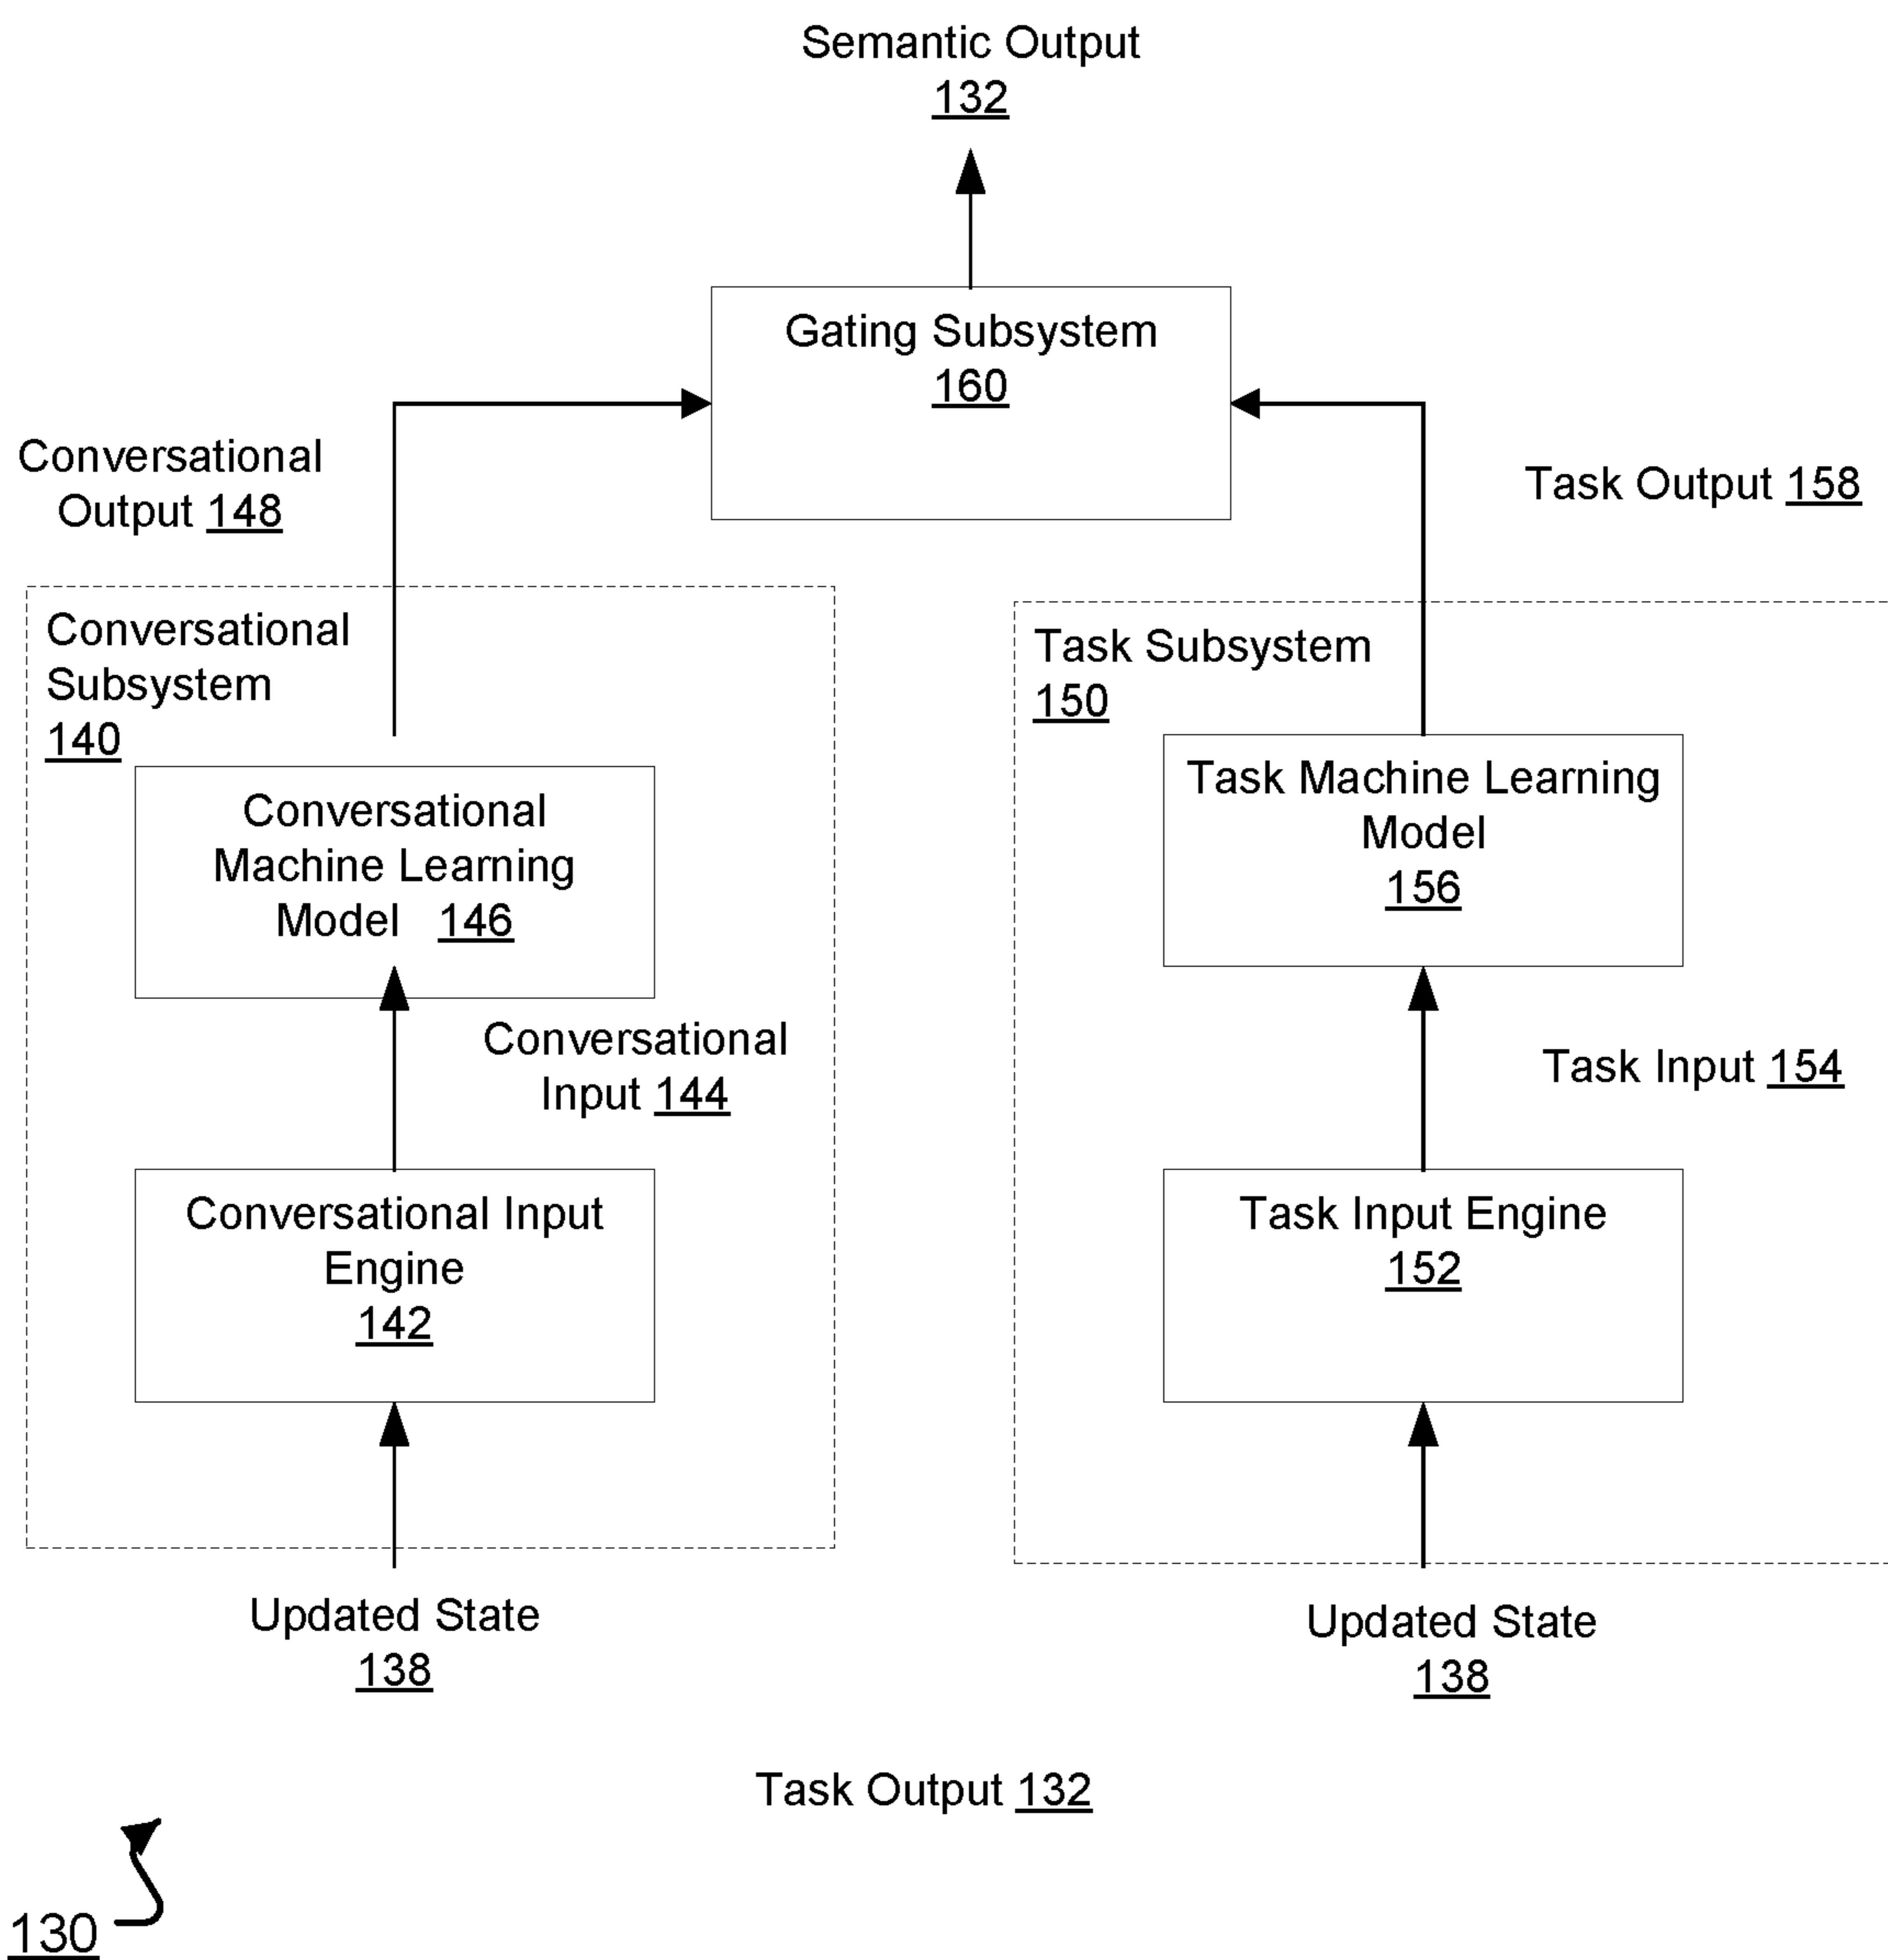 Semantic Output
132
Gating Subsystem
160
Conversational
Output 148
Task Output 158
Conversational
Subsystem
140
Task Subsystem
150
Conversational
Machine Learning
Model 146
Task Machine Learning
Model
156
Conversational
Input 144
Task Input 154
Conversational Input
Engine
142
Task Input Engine
152
Updated State
138
Updated State
138
Task Output 132
130